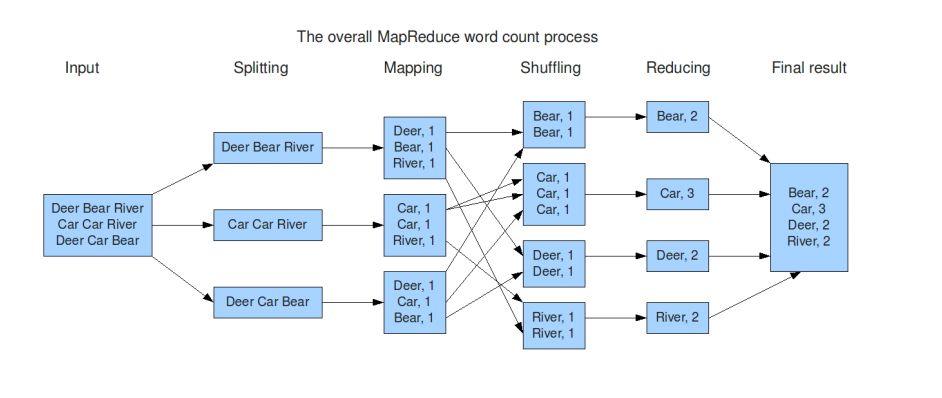 The overall MapReduce word count process
Input
Splitting
Mapping
Shuffling
Reducing
Final result
Deer Bear River
Car Car River
Deer Car Bear
Deer Bear River
Car Car River
Deer Car Bear
Deer, 1
Bear, 1
River, 1
Car, 1
Car, 1
River, 1
Deer, 1
Car, 1
Bear, 1
Bear, 1
Bear, 1
Car, 1
Car, 1
Car, 1
Deer, 1
Deer, 1
River, 1
River, 1
Bear, 2
Car, 3
Deer, 2
River, 2
Bear, 2
Car, 3
Deer, 2
River, 2